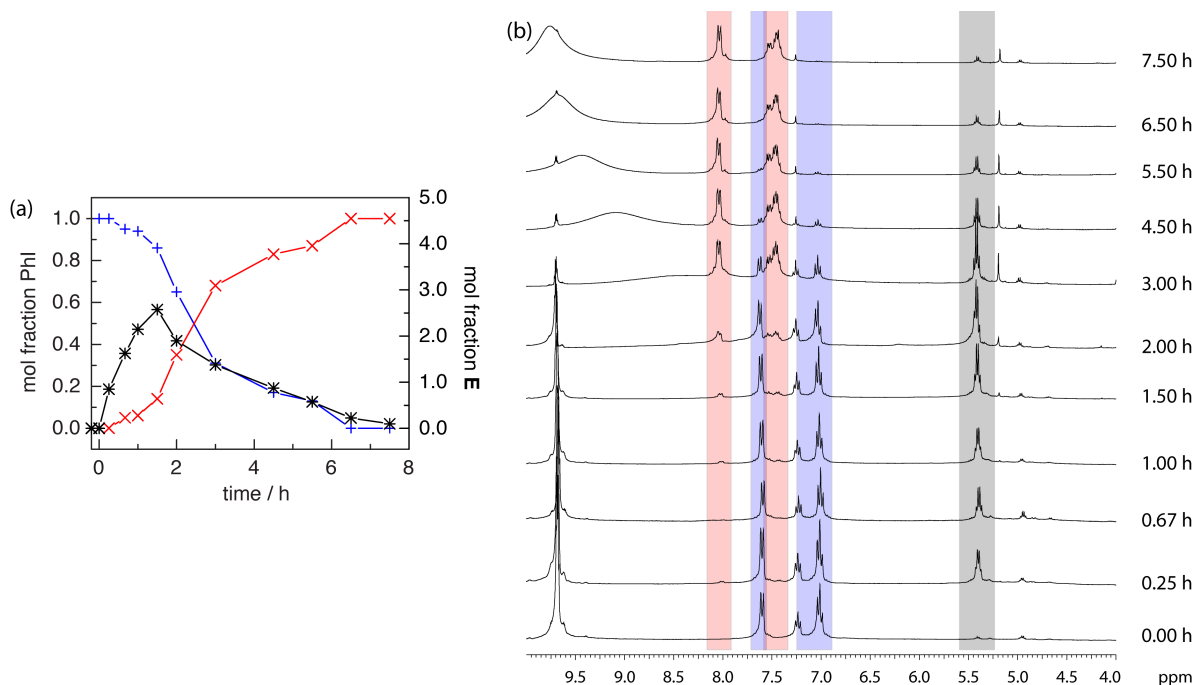 (a)
mol fraction PhI
1.0
0.8
0.6
0.4
0.2
0.0
5.0
4.0
3.0
2.0
1.0
0.0
mol fraction E
0
2
4
6
8
time / h
(b)
7.50 h
6.50 h
5.50 h
4.50 h
3.00 h
2.00 h
1.50 h
1.00 h
0.67 h
0.25 h
0.00 h
9.5 9.0 8.5 8.0 7.5 7.0 6.5 6.0 5.5 5.0 4.5 4.0 ppm